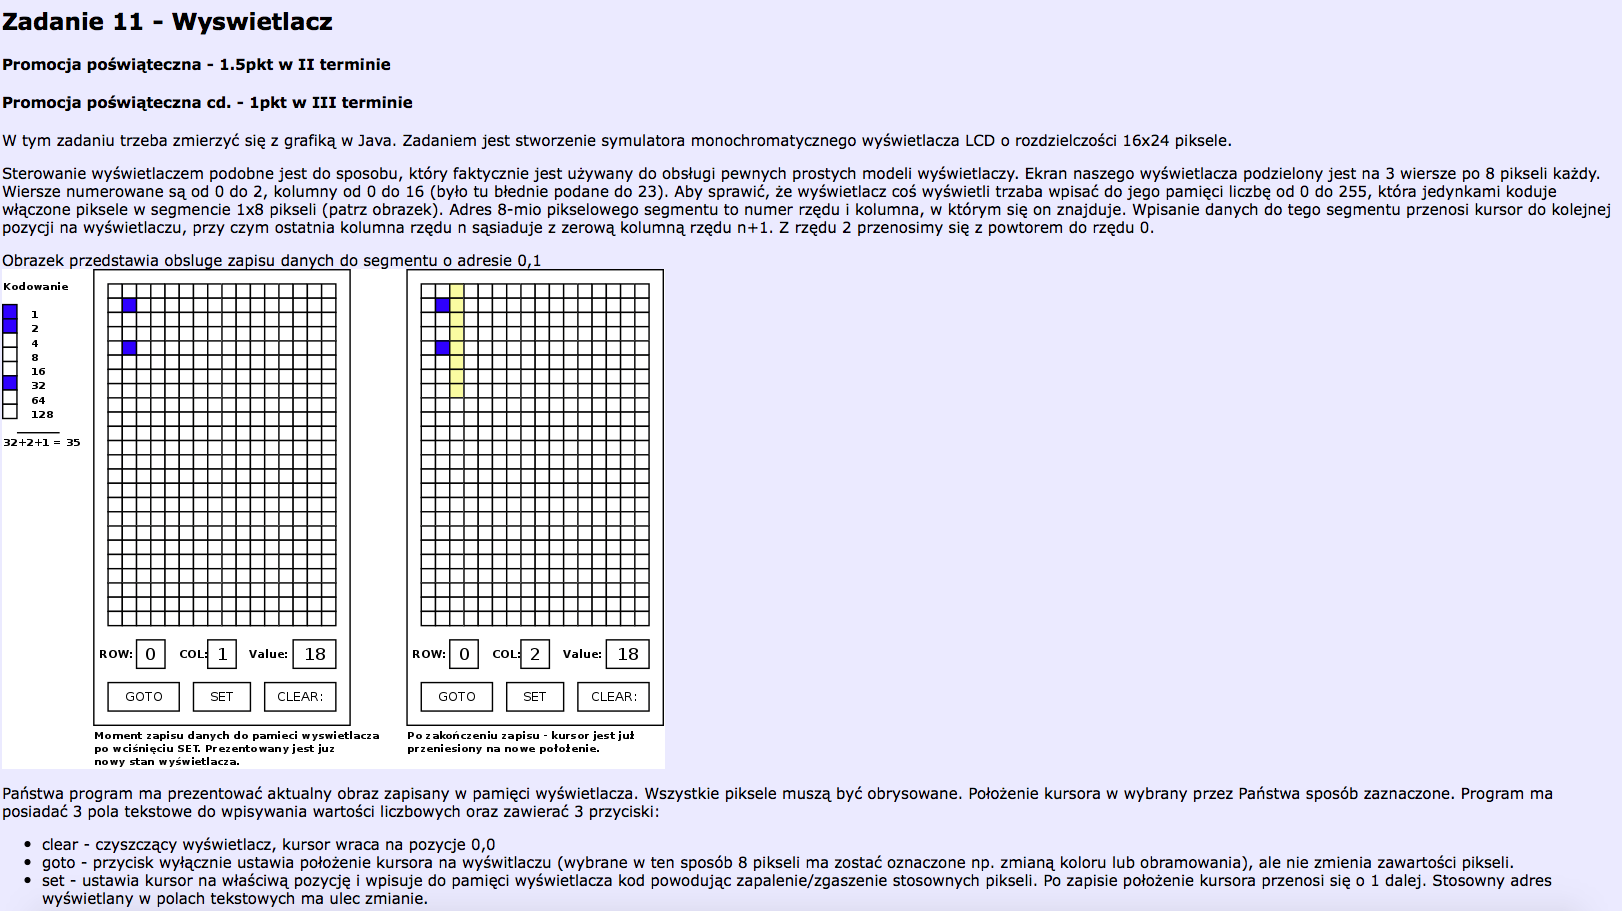 Zadanie 11 - Wyswietlacz
Promocja poświąteczna - 1.5pkt w II terminie
Promocja poświąteczna cd. - 1pkt w III terminie
W tym zadaniu trzeba zmierzyć się z grafiką w Java. Zadaniem jest stworzenie symulatora monochromatycznego wyświetlacza LCD o rozdzielczości 16x24 piksele.
Sterowanie wyświetlaczem podobne jest do sposobu, który faktycznie jest używany do obsługi pewnych prostych modeli wyświetlaczy. Ekran naszego wyświetlacza podzielony jest na 3 wiersze po 8 pikseli każdy.
Wiersze numerowane są od 0 do 2, kolumny od 0 do 16 (było tu błednie podane do 23). Aby sprawić, że wyświetlacz coś wyświetli trzaba wpisać do jego pamięci liczbę od 0 do 255, która jedynkami koduje
włączone piksele w segmencie 1x8 pikseli (patrz obrazek). Adres 8-mio pikselowego segmentu to numer rzędu i kolumna, w którym się on znajduje. Wpisanie danych do tego segmentu przenosi kursor do kolejnej
pozycji na wyświetlaczu, przy czym ostatnia kolumna rzędu n sąsiaduje z zerową kolumną rzędu n+1. Z rzędu 2 przenosimy się z powtorem do rzędu 0.
Obrazek przedstawia obsluge zapisu danych do segmentu o adresie 0,1
Kodowanie
1
2
4
8
16
32
64
128
32+2+1 = 35
ROW: 0 COL: 1 Value: 18
GOTO SET CLEAR:
Moment zapisu danych do pamieci wyswietlacza
po wciśnięciu SET. Prezentowany jest juz
nowy stan wyświetlacza.
ROW: 0 COL: 2 Value: 18
GOTO SET CLEAR:
Po zakończeniu zapisu - kursor jest już
przeniesiony na nowe położenie.
Państwa program ma prezentować aktualny obraz zapisany w pamięci wyświetlacza. Wszystkie piksele muszą być obrysowane. Położenie kursora w wybrany przez Państwa sposób zaznaczone. Program ma
posiadać 3 pola tekstowe do wpisywania wartości liczbowych oraz zawierać 3 przyciski:
• clear - czyszczący wyświetlacz, kursor wraca na pozycje 0,0
• goto - przycisk wyłącznie ustawia położenie kursora na wyświtlaczu (wybrane w ten sposób 8 pikseli ma zostać oznaczone np. zmianą koloru lub obramowania), ale nie zmienia zawartości pikseli.
• set - ustawia kursor na właściwą pozycję i wpisuje do pamięci wyświetlacza kod powodując zapalenie/zgaszenie stosownych pikseli. Po zapisie położenie kursora przenosi się o 1 dalej. Stosowny adres
wyświetlany w polach tekstowych ma ulec zmianie.